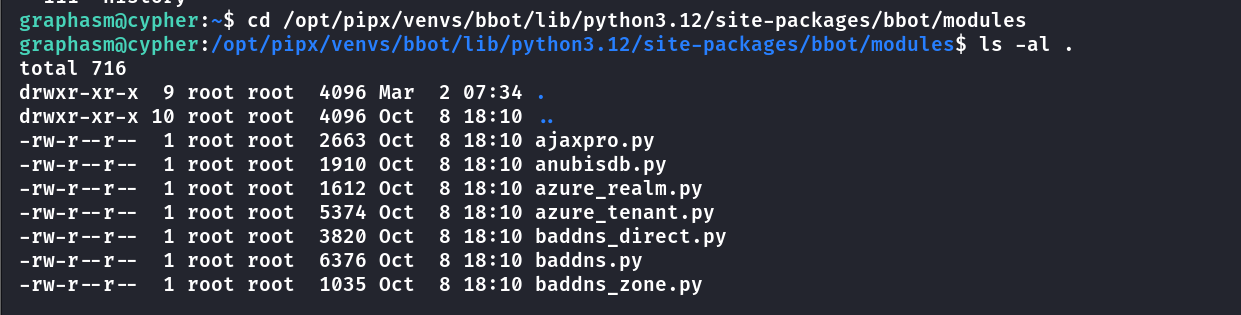 graphasm@cypher:~$ cd /opt/pipx/venvs/bbot/lib/python3.12/site-packages/bbot/modules
graphasm@cypher:/opt/pipx/venvs/bbot/lib/python3.12/site-packages/bbot/modules$ ls -al .
total 716
drwxr-xr-x  9 root root  4096 Mar  2 07:34 .
drwxr-xr-x 10 root root  4096 Oct  8 18:10 ..
-rw-r--r--  1 root root  2663 Oct  8 18:10 ajaxpro.py
-rw-r--r--  1 root root  1910 Oct  8 18:10 anubisdb.py
-rw-r--r--  1 root root  1612 Oct  8 18:10 azure_realm.py
-rw-r--r--  1 root root  5374 Oct  8 18:10 azure_tenant.py
-rw-r--r--  1 root root  3820 Oct  8 18:10 baddns_direct.py
-rw-r--r--  1 root root  6376 Oct  8 18:10 baddns.py
-rw-r--r--  1 root root  1035 Oct  8 18:10 baddns_zone.py